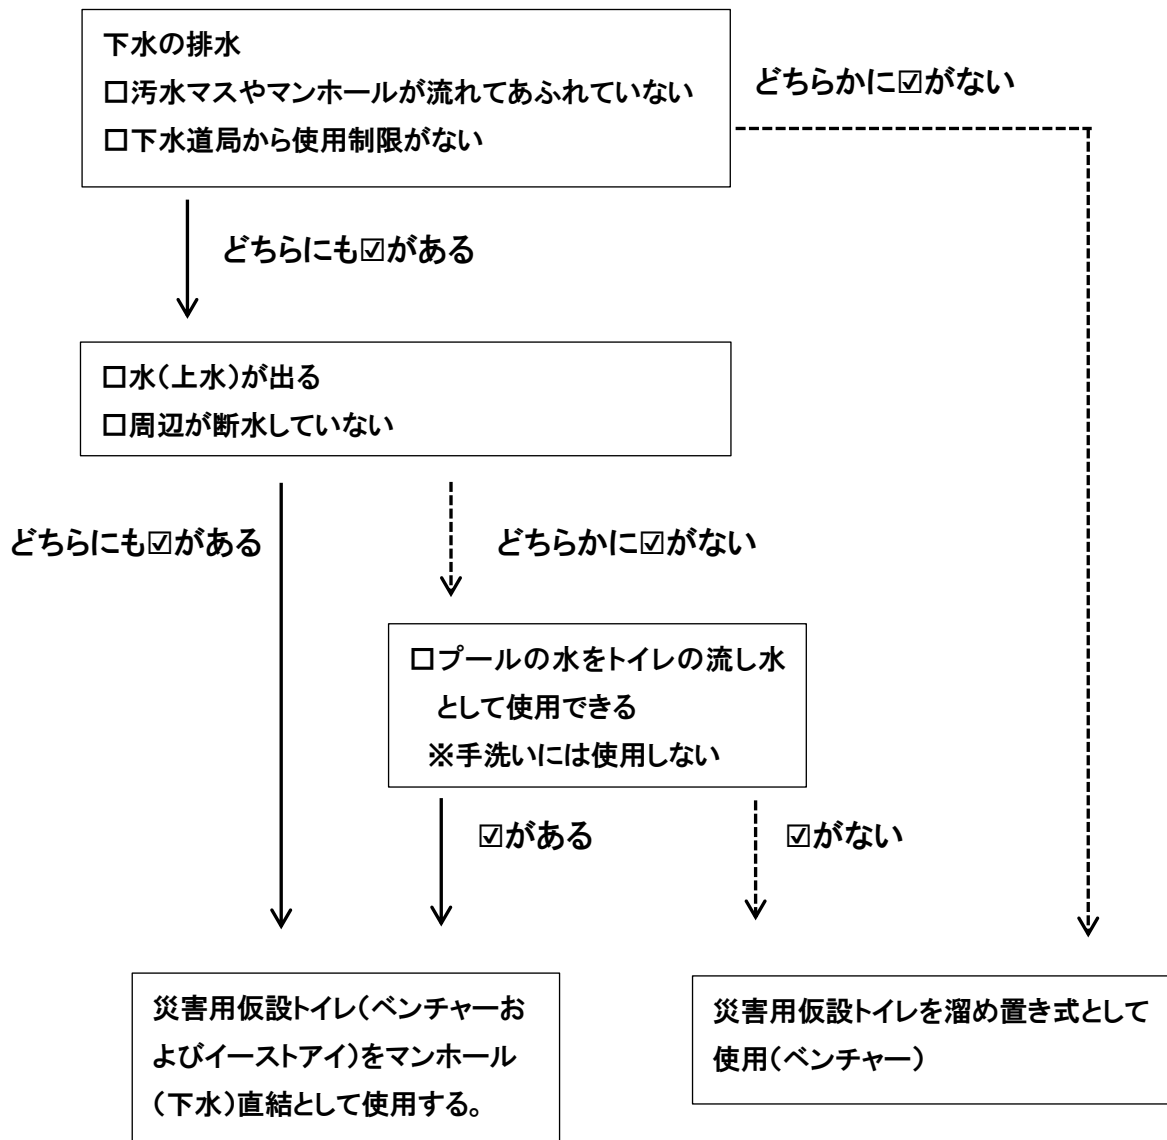 下水の排水
□汚水マスやマンホールが流れてあふれていない
□下水道局から使用制限がない
どちらかに☑がない
どちらにも☑がある
□水(上水)が出る
□周辺が断水していない
どちらにも☑がある
どちらかに☑がない
□プールの水をトイレの流し水
として使用できる
※手洗いには使用しない
☑がある
☑がない
災害用仮設トイレ(ベンチャーお
よびイーストアイ)をマンホール
(下水)直結として使用する。
災害用仮設トイレを溜め置き式として
使用(ベンチャー)